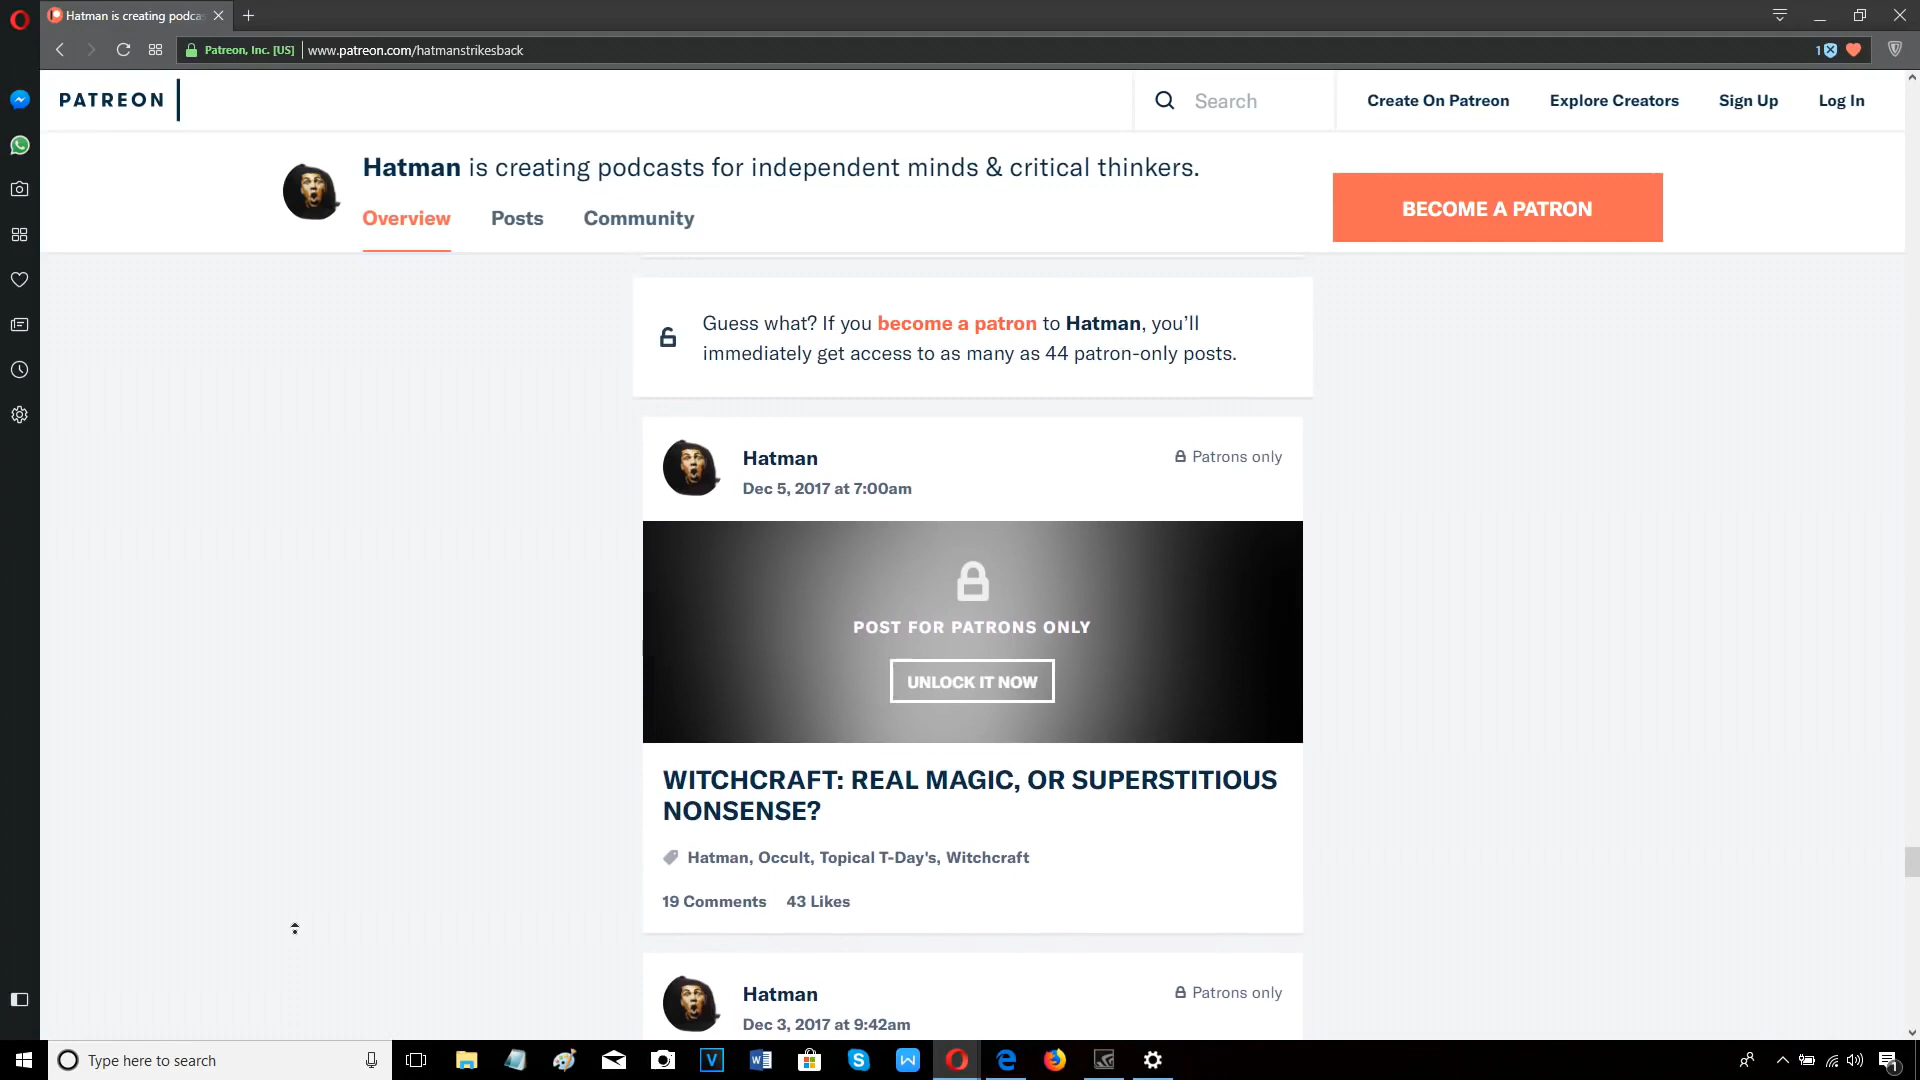 Hatman is creating podca
Patreon, Inc. [US]
www.patreon.com/hatmanstrikesback
1
PATREON
Search
Create On Patreon
Explore Creators
Sign Up
Log In
Hatman is creating podcasts for independent minds & critical thinkers.
Overview
Posts
Community
BECOME A PATRON
Guess what? If you become a patron to Hatman, you’ll
immediately get access to as many as 44 patron-only posts.
Hatman
Patrons only
Dec 5, 2017 at 7:00am
POST FOR PATRONS ONLY
UNLOCK IT NOW
WITCHCRAFT: REAL MAGIC, OR SUPERSTITIOUS
NONSENSE?
Hatman, Occult, Topical T-Day's, Witchcraft
19 Comments
43 Likes
Hatman
Patrons only
Dec 3, 2017 at 9:42am
Type here to search
1